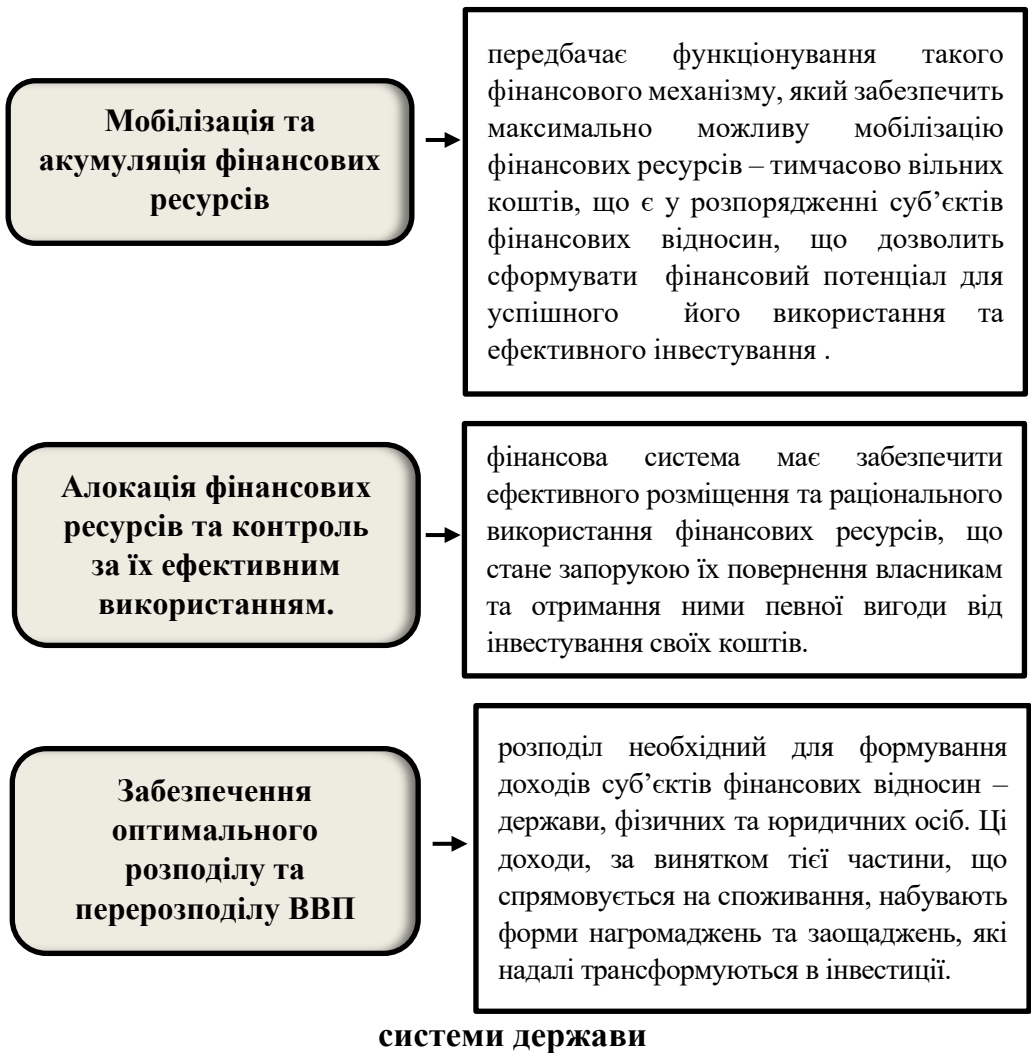 Мобілізація та
акумуляція фінансових
ресурсів
передбачає функціонування такого
фінансового механізму, який забезпечить
максимально можливу мобілізацію
фінансових ресурсів – тимчасово вільних
коштів, що є у розпорядженні суб’єктів
фінансових відносин, що дозволить
сформувати фінансовий потенціал для
успішного його використання та
ефективного інвестування .
Алокація фінансових
ресурсів та контроль
за їх ефективним
використанням.
фінансова система має забезпечити
ефективного розміщення та раціонального
використання фінансових ресурсів, що
стане запорукою їх повернення власникам
та отримання ними певної вигоди від
інвестування своїх коштів.
Забезпечення
оптимального
розподілу та
перерозподілу ВВП
розподіл необхідний для формування
доходів суб’єктів фінансових відносин –
держави, фізичних та юридичних осіб. Ці
доходи, за винятком тієї частини, що
спрямовується на споживання, набувають
форми нагромаджень та заощаджень, які
надалі трансформуються в інвестиції.
системи держави